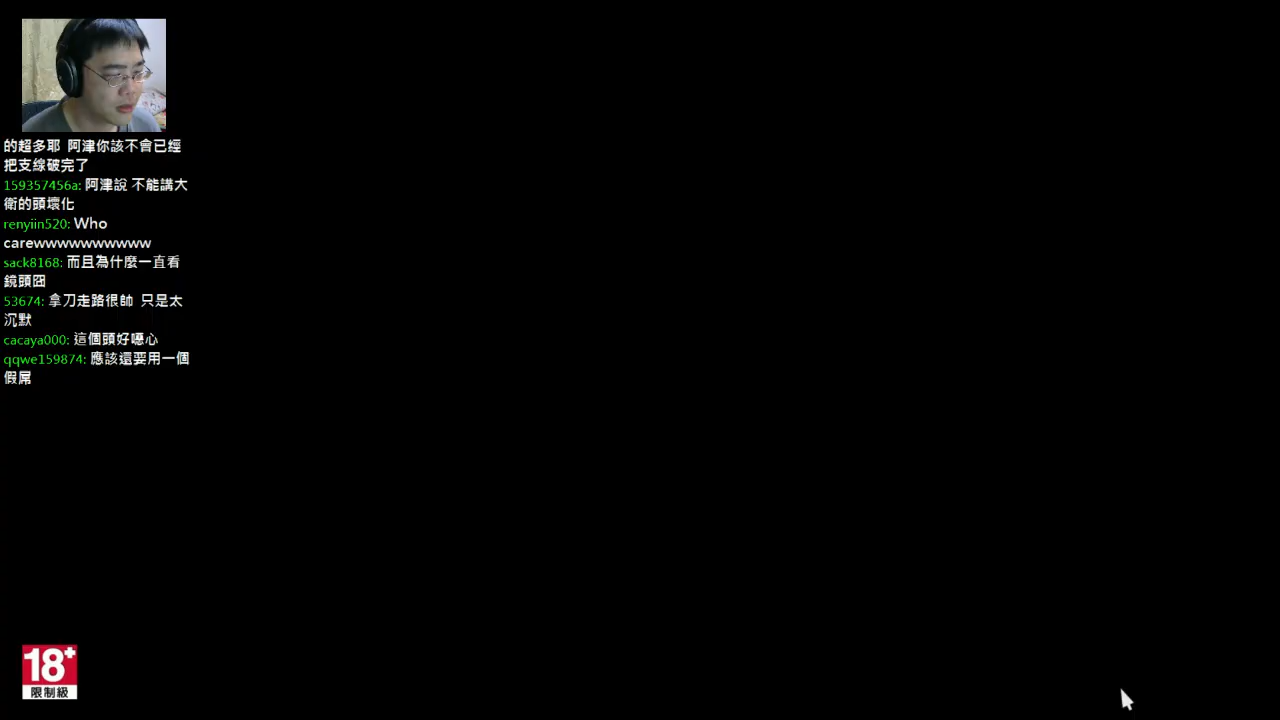 的超多耶 阿津你該不會已經
把支線破完了
159357456a: 阿津說 不能講大
衛的頭壞化
renyiin520: Who
carewwwwwwwwww
sack8168: 而且為什麼一直看
鏡頭囧
53674: 拿刀走路很帥 只是太
沉默
cacaya000: 這個頭好噁心
qqwe159874: 應該還要用一個
假屌
18+
限制級